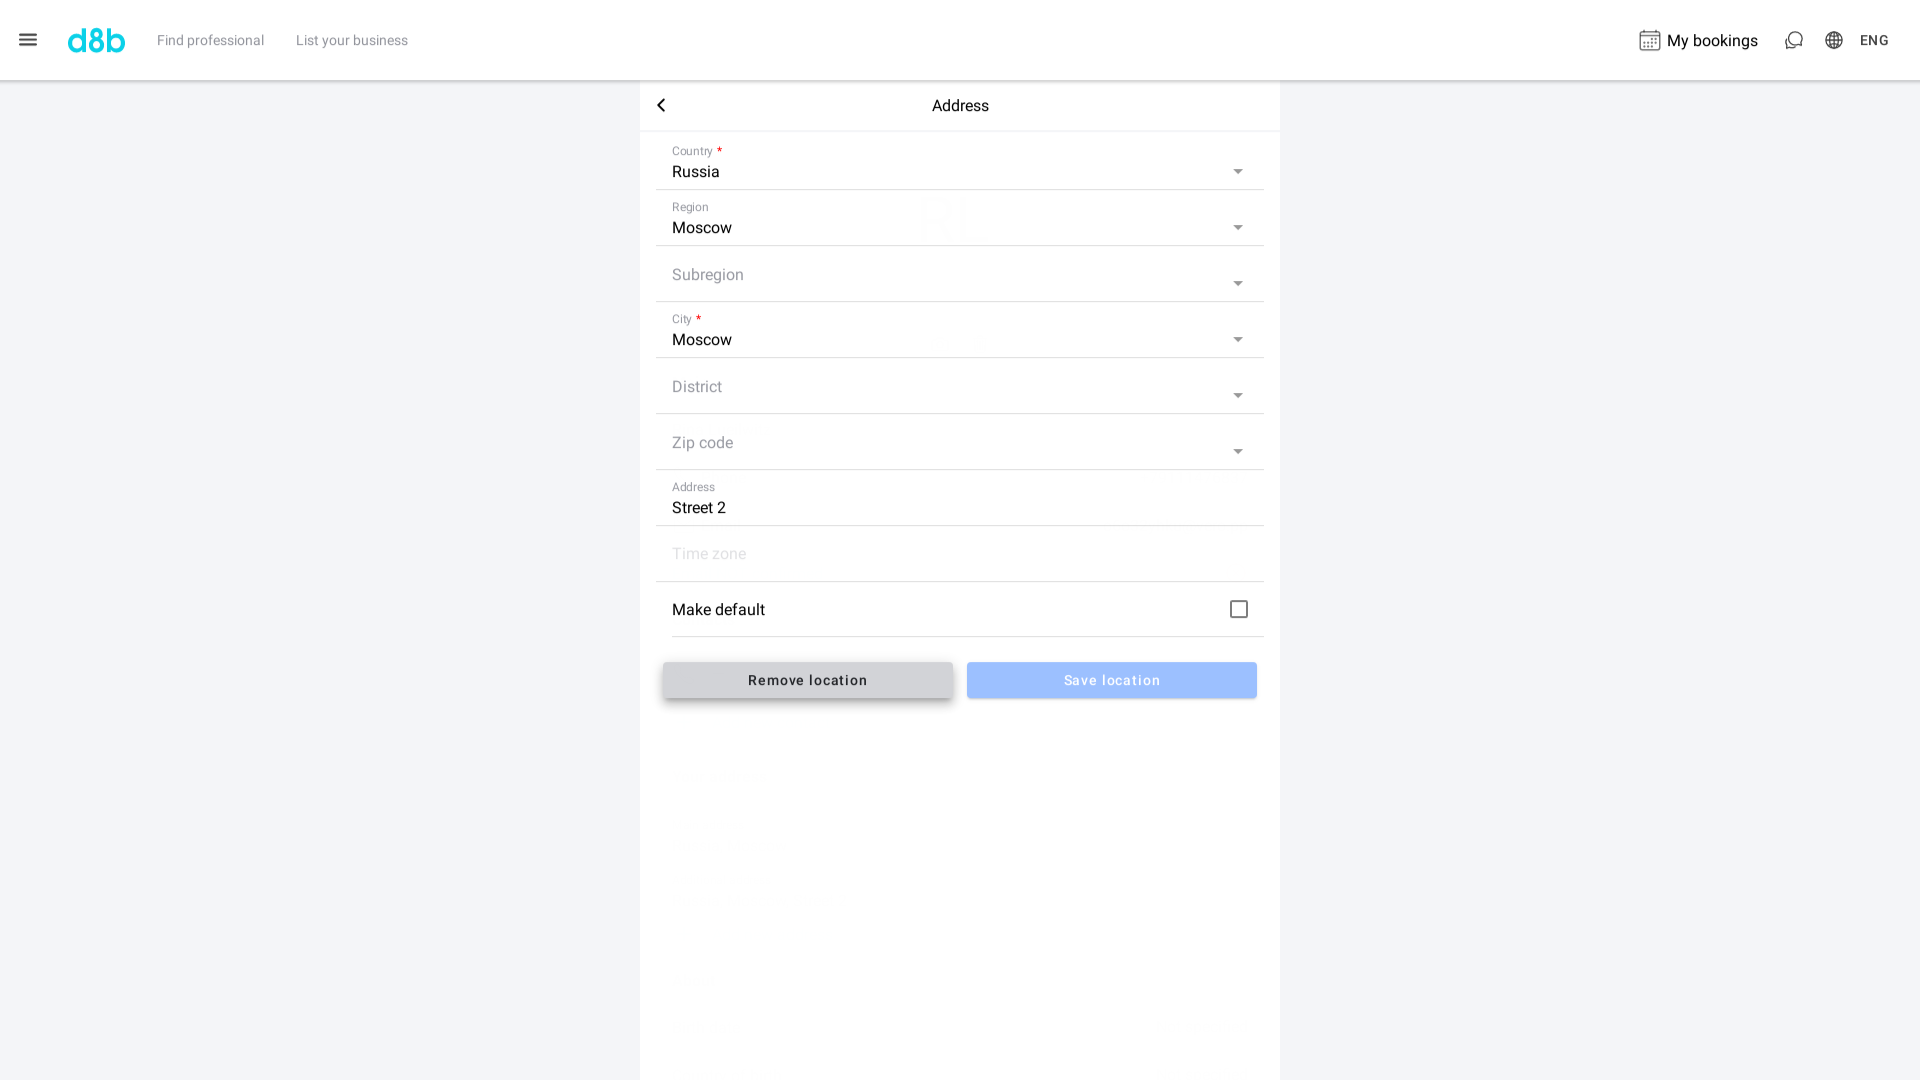 d8b
Find professional
List your business
My bookings
ENG
Address
Country *
Russia
Region
Moscow
Subregion
City *
Moscow
District
Zip code
Address
Street 2
Time zone
Make default
Remove location
Save location